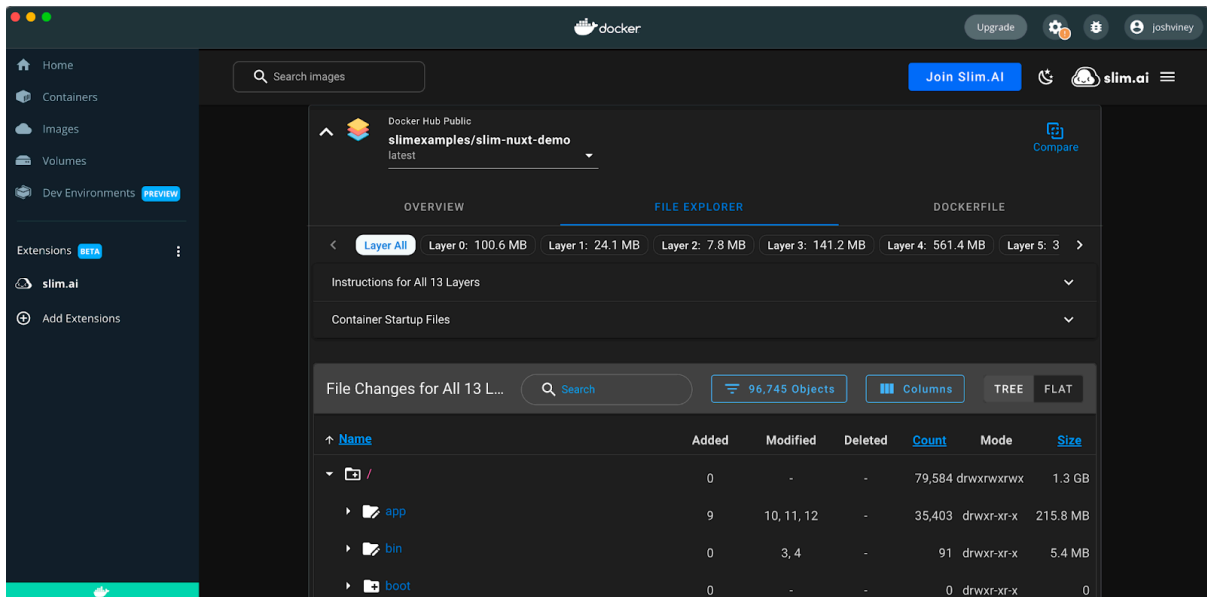 docker
Upgrade
joshviney
Home
Containers
Images
Volumes
Dev Environments PREVIEW
Extensions BETA
slim.ai
Add Extensions
Search images
Join Slim.AI
slim.ai
Docker Hub Public
slimexamples/slim-nuxt-demo
latest
Compare
OVERVIEW FILE EXPLORER DOCKERFILE
Layer All Layer 0: 100.6 MB Layer 1: 24.1 MB Layer 2: 7.8 MB Layer 3: 141.2 MB Layer 4: 561.4 MB Layer 5: 3
Instructions for All 13 Layers
Container Startup Files
File Changes for All 13 L... Search 96,745 Objects Columns TREE FLAT
Name Added Modified Deleted Count Mode Size
/ 0 - - 79,584 drwxrwxrwx 1.3 GB
app 9 10, 11, 12 - 35,403 drwxr-xr-x 215.8 MB
bin 0 3, 4 - 91 drwxr-xr-x 5.4 MB
boot 0 - - 0 drwxr-xr-x 0